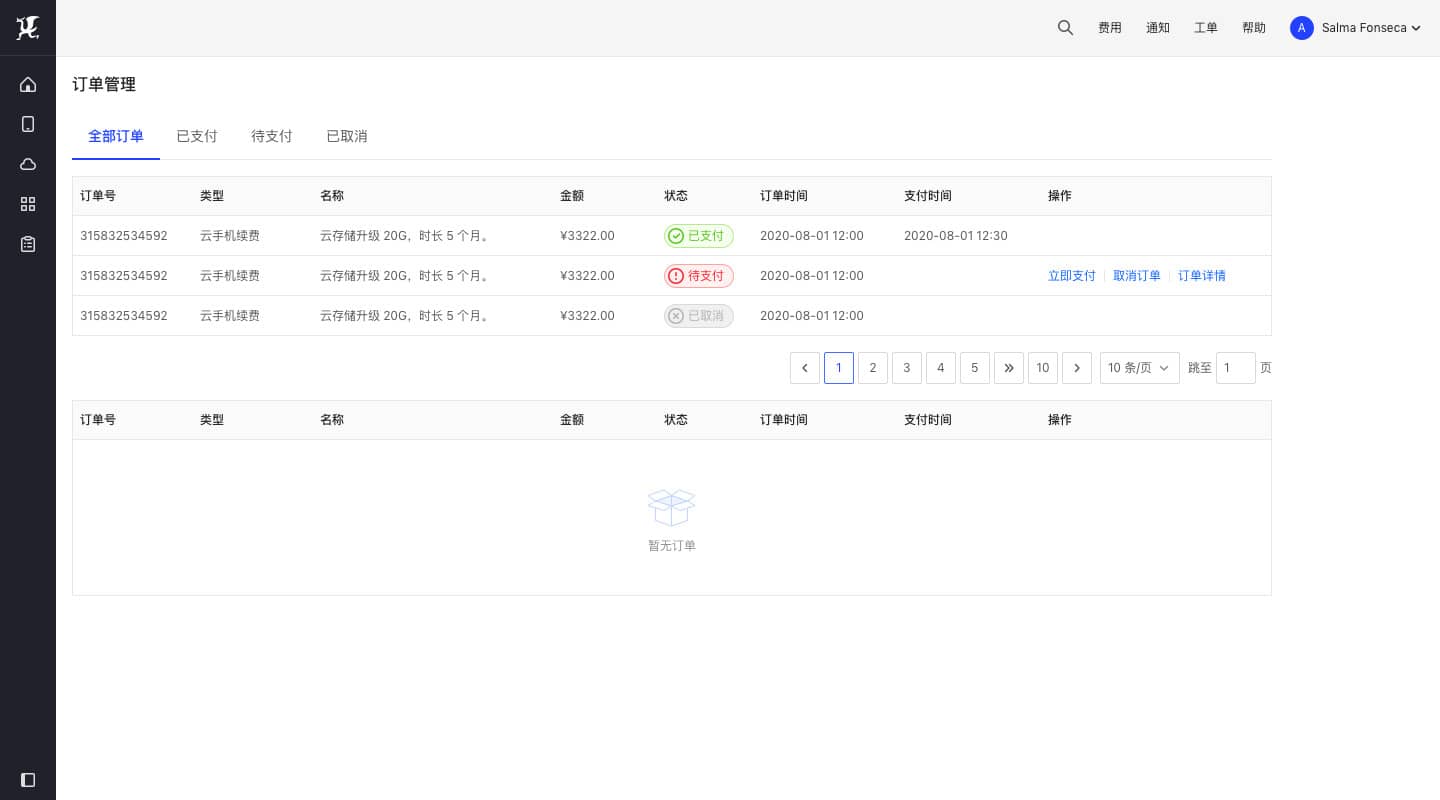 费用 通知 工单 帮助 A Salma Fonseca
订单管理
全部订单 已支付 待支付 已取消
订单号 类型 名称 金额 状态 订单时间 支付时间 操作
315832534592 云手机续费 云存储升级 20G，时长 5 个月。 ¥3322.00 已支付 2020-08-01 12:00 2020-08-01 12:30
315832534592 云手机续费 云存储升级 20G，时长 5 个月。 ¥3322.00 待支付 2020-08-01 12:00 立即支付 取消订单 订单详情
315832534592 云手机续费 云存储升级 20G，时长 5 个月。 ¥3322.00 已取消 2020-08-01 12:00
1 2 3 4 5 10 10 条/页 跳至 1 页
订单号 类型 名称 金额 状态 订单时间 支付时间 操作
暂无订单